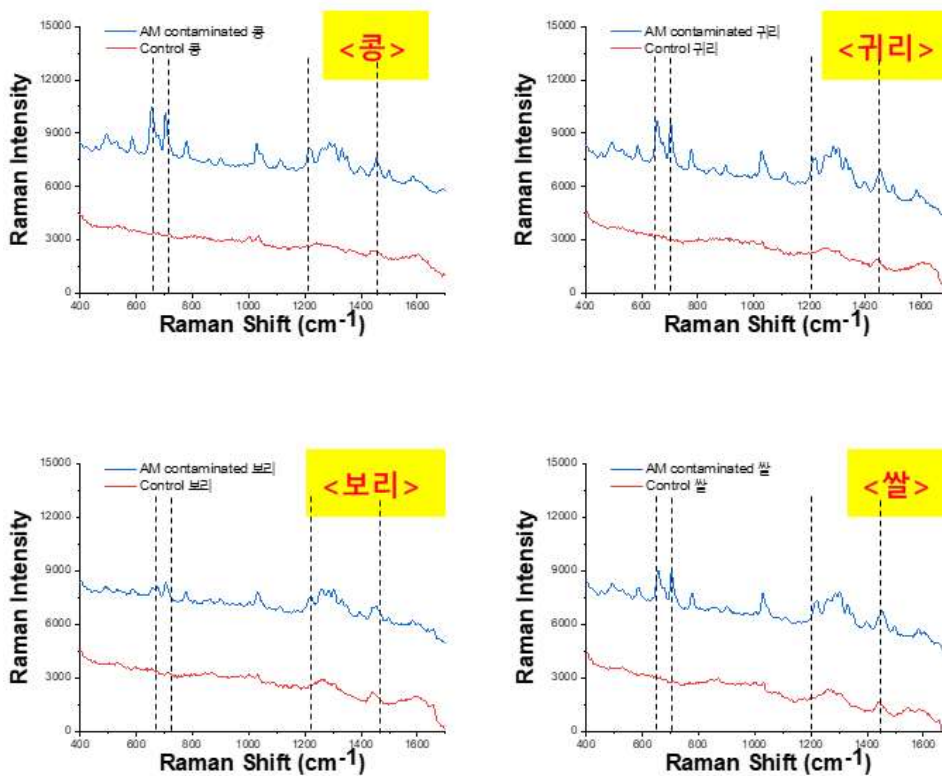 AM contaminated 콩
Control 콩
<콩>
15000
12000
9000
6000
3000
0
Raman Intensity
400 600 800 1000 1200 1400 1600
Raman Shift (cm-1)
AM contaminated 귀리
Control 귀리
<귀리>
15000
12000
9000
6000
3000
0
Raman Intensity
400 600 800 1000 1200 1400 1600
Raman Shift (cm-1)
AM contaminated 보리
Control 보리
<보리>
15000
12000
9000
6000
3000
0
Raman Intensity
400 600 800 1000 1200 1400 1600
Raman Shift (cm-1)
AM contaminated 쌀
Control 쌀
<쌀>
15000
12000
9000
6000
3000
0
Raman Intensity
400 600 800 1000 1200 1400 1600
Raman Shift (cm-1)